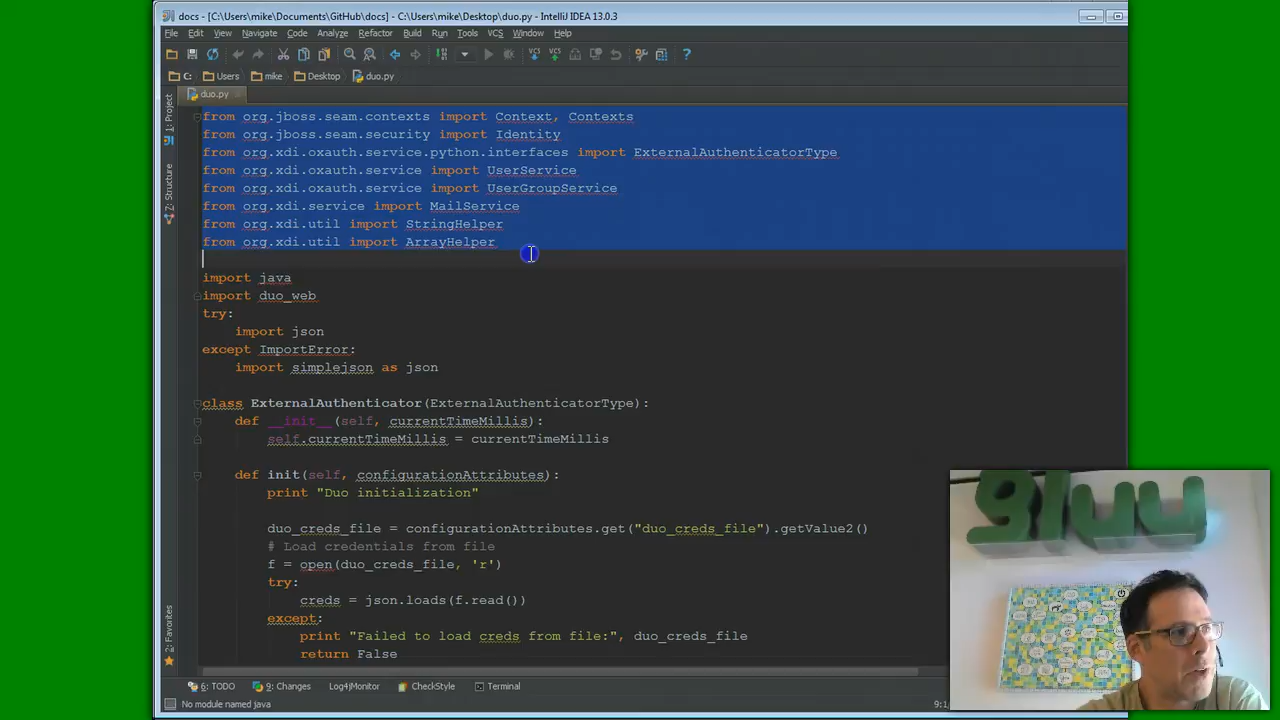 docs - [C:\Users\mike\Documents\GitHub\docs] - C:\Users\mike\Desktop\duo.py - IntelliJ IDEA 13.0.3
File Edit View Navigate Code Analyze Refactor Build Run Tools VCS Window Help
C: Users mike Desktop duo.py
duo.py
1: Project
7: Structure
2: Favorites
from org.jboss.seam.contexts import Context, Contexts
from org.jboss.seam.security import Identity
from org.xdi.oxauth.service.python.interfaces import ExternalAuthenticatorType
from org.xdi.oxauth.service import UserService
from org.xdi.oxauth.service import UserGroupService
from org.xdi.service import MailService
from org.xdi.util import StringHelper
from org.xdi.util import ArrayHelper
import java
import duo_web
try:
import json
except ImportError:
import simplejson as json
class ExternalAuthenticator(ExternalAuthenticatorType):
def __init__(self, currentTimeMillis):
self.currentTimeMillis = currentTimeMillis
def init(self, configurationAttributes):
print "Duo initialization"
duo_creds_file = configurationAttributes.get("duo_creds_file").getValue2()
# Load credentials from file
f = open(duo_creds_file, 'r')
try:
creds = json.loads(f.read())
except:
print "Failed to load creds from file:", duo_creds_file
return False
6: TODO 9: Changes Log4jMonitor CheckStyle Terminal
No module named java
gluu